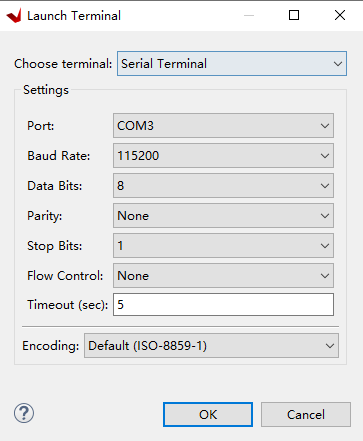 Launch Terminal
Choose terminal: Serial Terminal
Settings
Port: COM3
Baud Rate: 115200
Data Bits: 8
Parity: None
Stop Bits: 1
Flow Control: None
Timeout (sec): 5
Encoding: Default (ISO-8859-1)
? OK Cancel